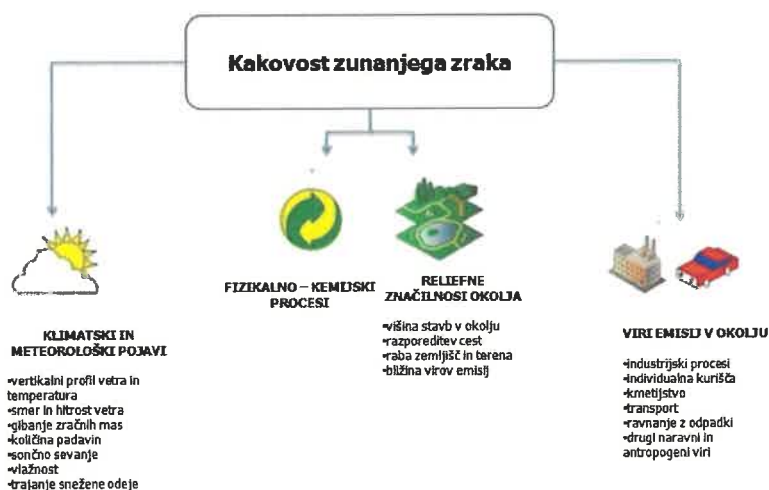 Kakovost zunanjega zraka
KLIMATSKI IN
METEOROLOŠKI POJAVI
•vertikalni profil vetra in
temperatura
•smer in hitrost vetra
•gibanje zračnih mas
•količina padavin
•sončno sevanje
•vlažnost
•trajanje snežene odeje
FIZIKALNO – KEMIJSKI
PROCESI
RELIEFNE
ZNAČILNOSTI OKOLJA
•višina stavb v okolju
•razporeditev cest
•raba zemljišč in terena
•bližina virov emisij
VIRI EMISIJ V OKOLJU
•industrijski procesi
•individualna kurišča
•kmetijstvo
•transport
•ravnanje z odpadki
•drugi naravni in
antropogeni viri